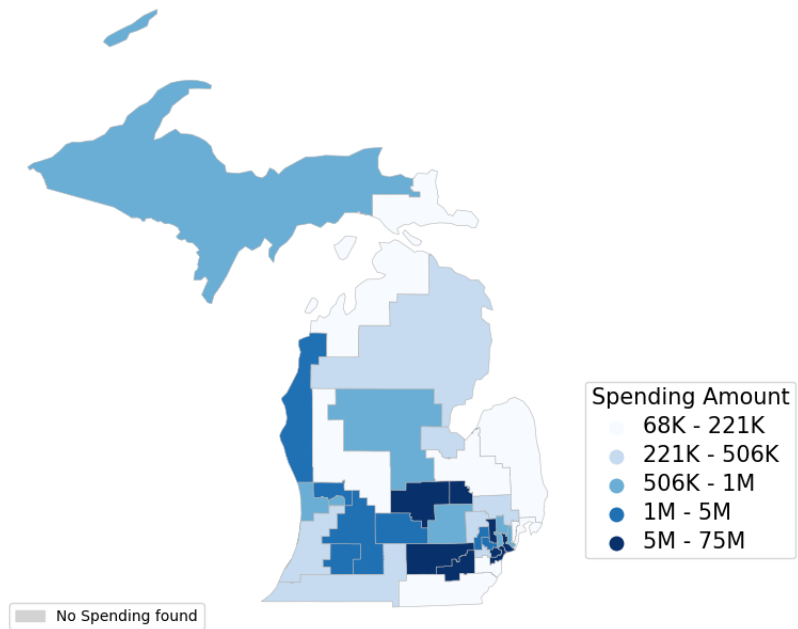 Spending Amount
68K - 221K
221K - 506K
506K - 1M
1M - 5M
5M - 75M
No Spending found